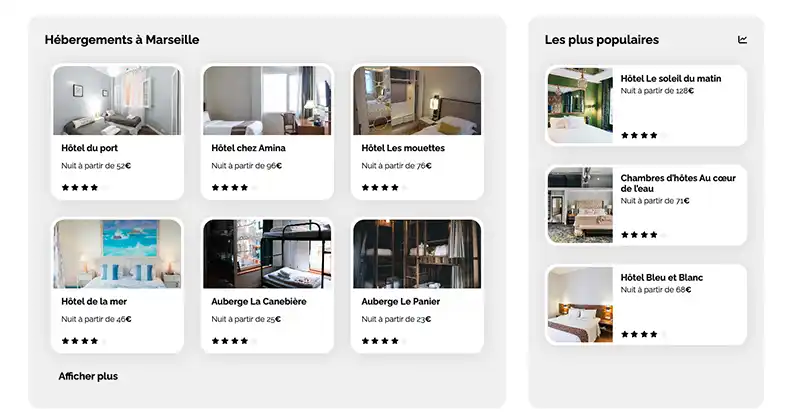 Hébergements à Marseille
Hôtel du port
Nuit à partir de 52€
Hôtel chez Amina
Nuit à partir de 96€
Hôtel Les mouettes
Nuit à partir de 76€
Hôtel de la mer
Nuit à partir de 46€
Auberge La Canebière
Nuit à partir de 25€
Auberge Le Panier
Nuit à partir de 23€
Afficher plus
Les plus populaires
Hôtel Le soleil du matin
Nuit à partir de 128€
Chambres d'hôtes Au cœur
de l'eau
Nuit à partir de 71€
Hôtel Bleu et Blanc
Nuit à partir de 68€